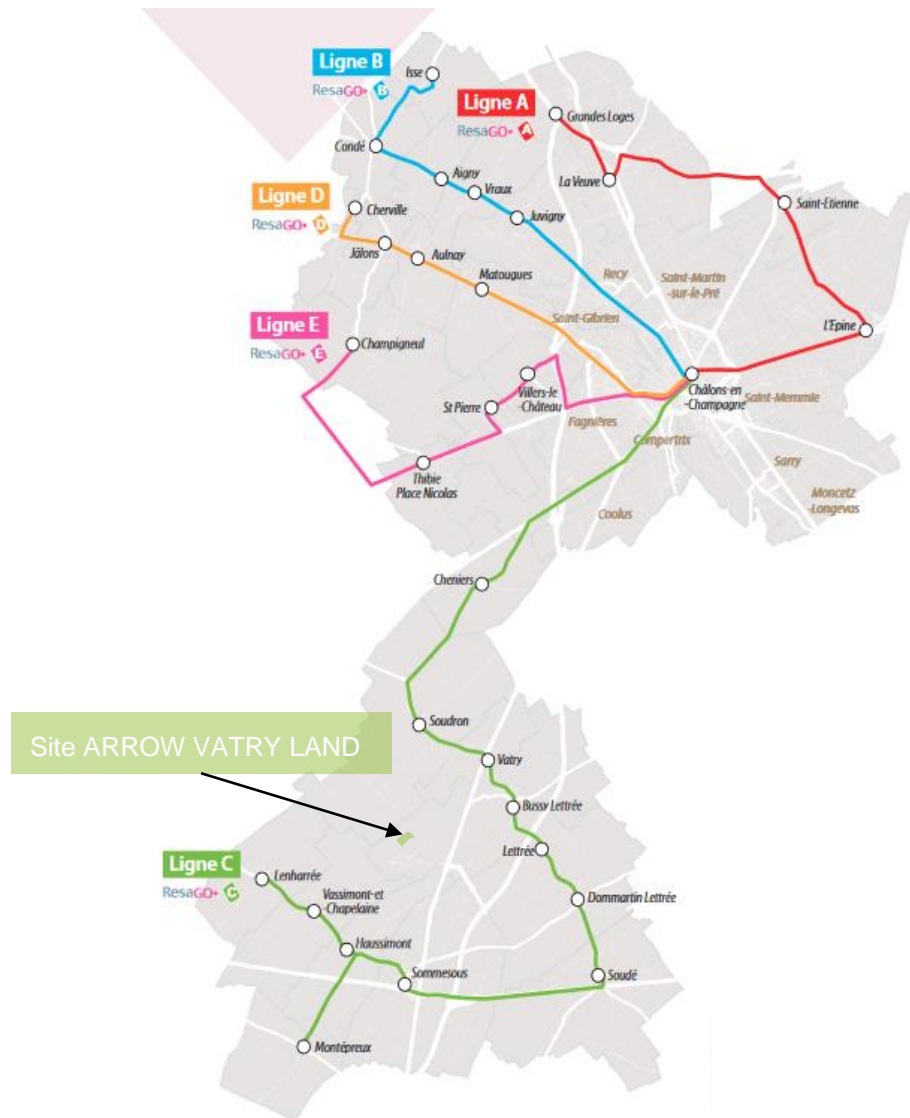 Ligne B
ResaGO• B
Isse
Condé
Aigny
Vraux
Juvigny
Ligne A
ResaGO• A
Grandes Loges
La Veuve
Saint-Etienne
L'Epine
Ligne D
ResaGO• D
Cherville
Jâlons
Aulnay
Matougues
Recy
Saint-Martin
-sur-le-Pré
Saint-Gibrien
Ligne E
ResaGO• E
Champigneul
Villers-le
-Château
St Pierre
Thibie
Place Nicolas
Châlons-en
-Champagne
Saint-Memmie
Fagnières
Compertrix
Sarry
Moncetz
-Longevas
Coolus
Cheniers
Soudron
Site ARROW VATRY LAND
Vatry
Bussy Lettrée
Lettrée
Ligne C
ResaGO• C
Lenharrée
Vassimont-et
-Chapelaine
Dommartin Lettrée
Haussimont
Sommesous
Soudé
Montépreux